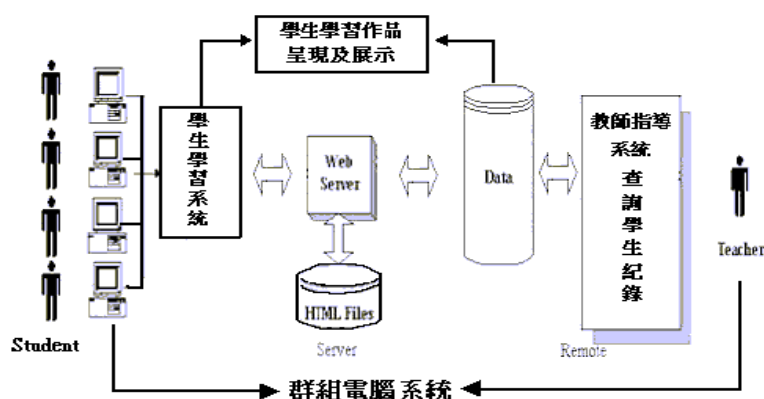 學生學習作品
呈現及展示
學生學習系統
Web
Server
Data
教師指導
系統
查詢學生紀錄
Teacher
HTML Files
Student
Server
Remote
群組電腦系統